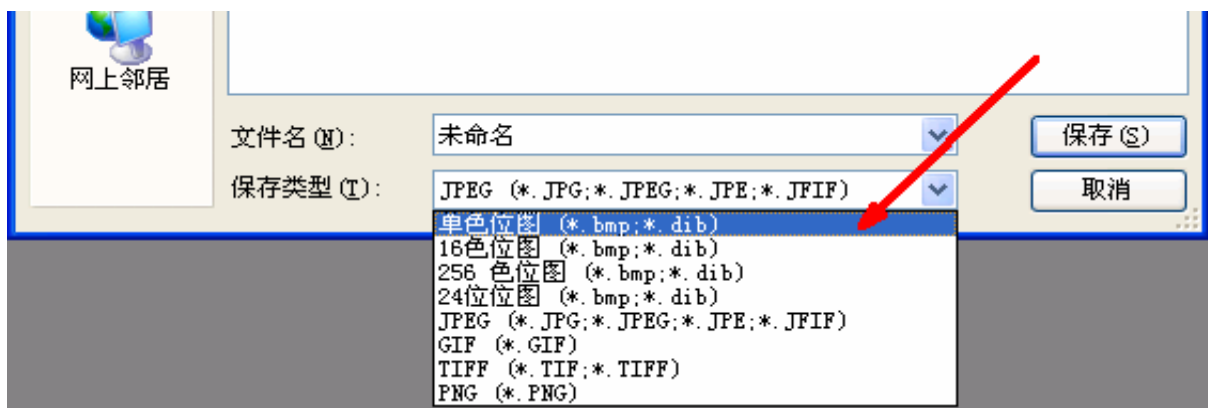 网上邻居
文件名(N):
未命名
保存(S)
保存类型(T):
JPEG (*.JPG;*.JPEG;*.JPE;*.JFIF)
取消
单色位图 (*.bmp;*.dib)
16色位图 (*.bmp;*.dib)
256 色位图 (*.bmp;*.dib)
24位位图 (*.bmp;*.dib)
JPEG (*.JPG;*.JPEG;*.JPE;*.JFIF)
GIF (*.GIF)
TIFF (*.TIF;*.TIFF)
PNG (*.PNG)